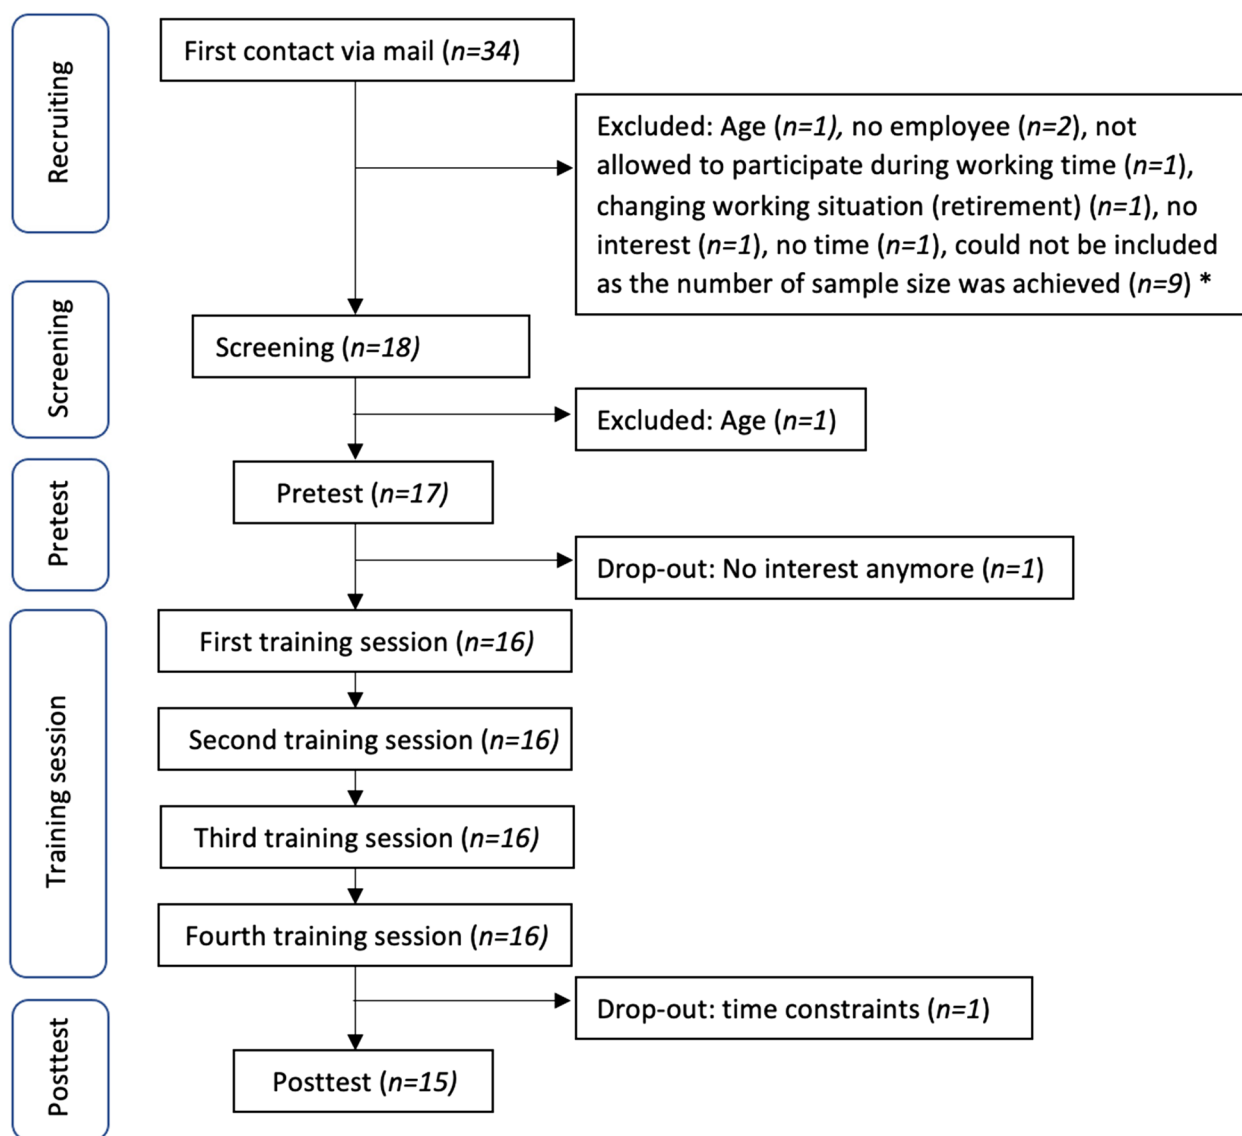 Recruiting
First contact via mail (n=34)
Excluded: Age (n=1), no employee (n=2), not
allowed to participate during working time (n=1),
changing working situation (retirement) (n=1), no
interest (n=1), no time (n=1), could not be included
as the number of sample size was achieved (n=9) *
Screening
Screening (n=18)
Excluded: Age (n=1)
Pretest
Pretest (n=17)
Drop-out: No interest anymore (n=1)
Training session
First training session (n=16)
Second training session (n=16)
Third training session (n=16)
Fourth training session (n=16)
Drop-out: time constraints (n=1)
Posttest
Posttest (n=15)